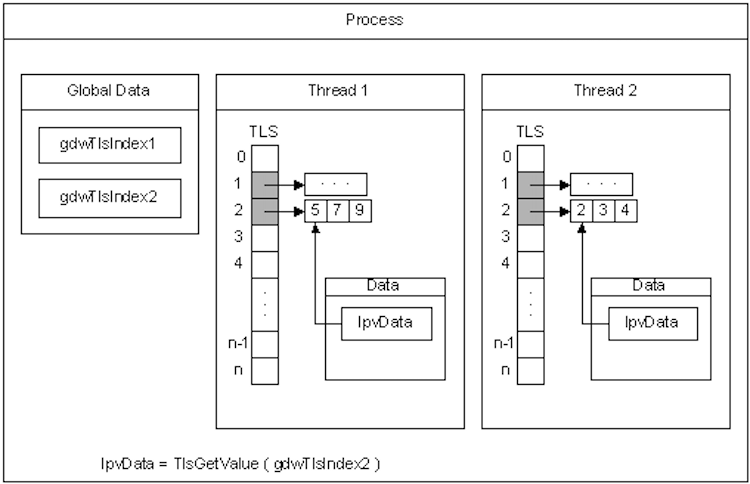 Process
Global Data
gdwTlsIndex1
gdwTlsIndex2
Thread 1
TLS
0
1
. . .
2
5 7 9
3
4
Data
lpvData
.
.
.
n-1
n
Thread 2
TLS
0
1
. . .
2
2 3 4
3
4
Data
lpvData
.
.
.
n-1
n
lpvData = TlsGetValue ( gdwTlsIndex2 )